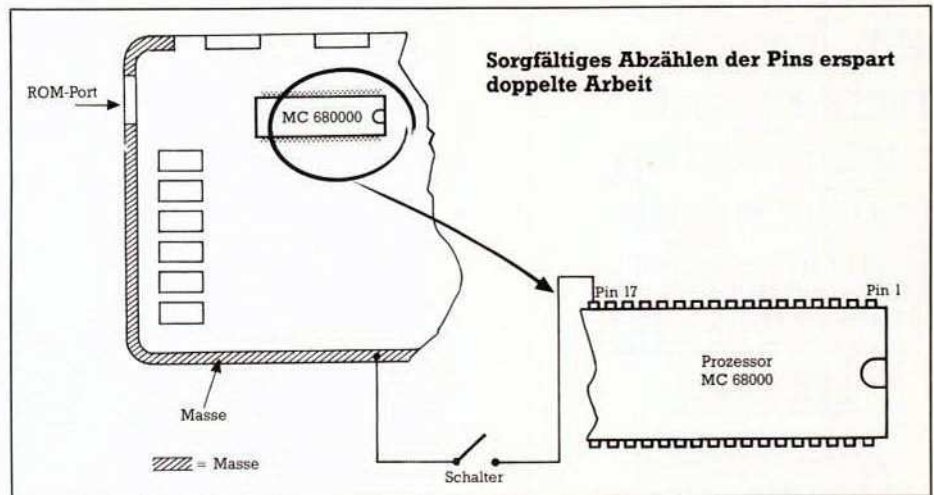 Sorgfältiges Abzählen der Pins erspart
doppelte Arbeit
ROM-Port
MC 680000
Pin 17
Pin 1
Prozessor
MC 68000
Masse
= Masse
Schalter